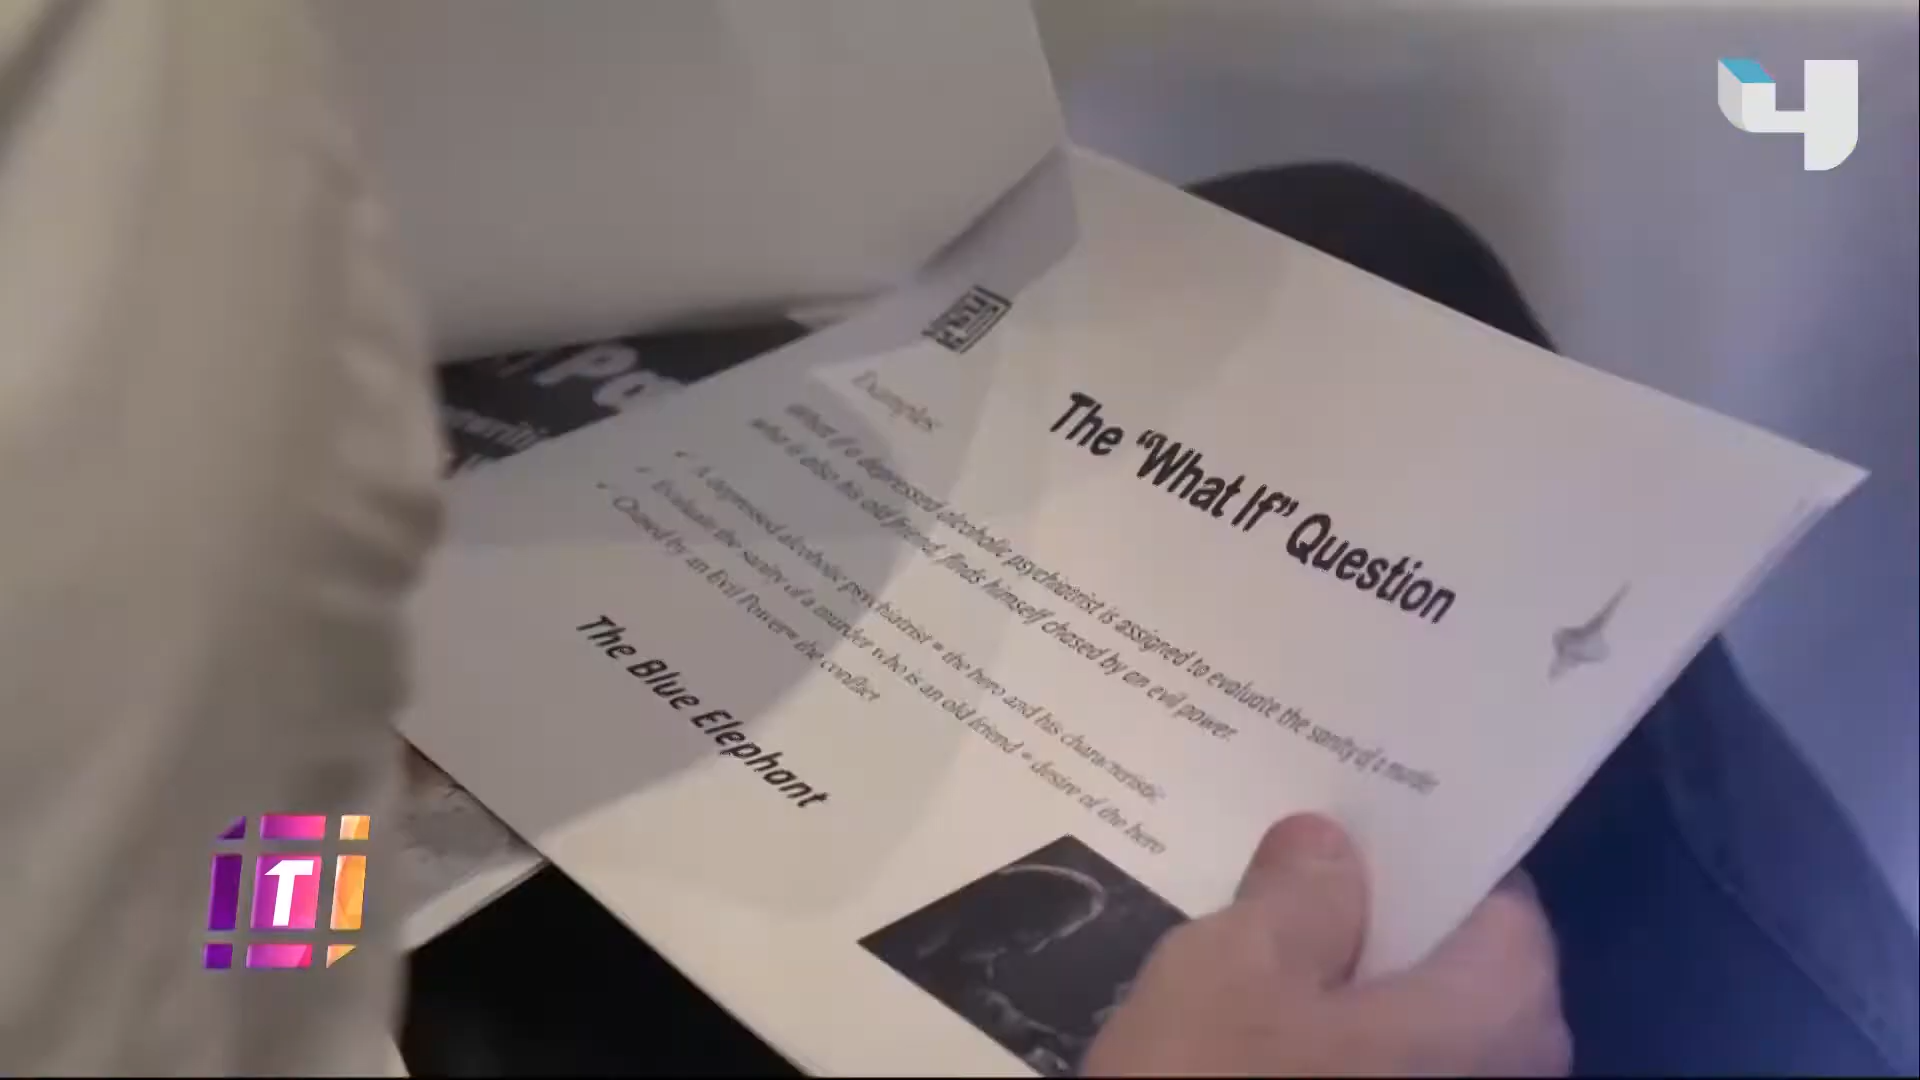 The “What If” Question
Examples:
What if a depressed alcoholic psychiatrist is assigned to evaluate the sanity of a murder
who is also his old friend, finds himself chased by an evil power.
✓ A depressed alcoholic psychiatrist = the hero and his characteristic
✓ Evaluate the sanity of a murder who is an old friend = desire of the hero
✓ Chased by an Evil Power= the conflict
The Blue Elephant
T
4